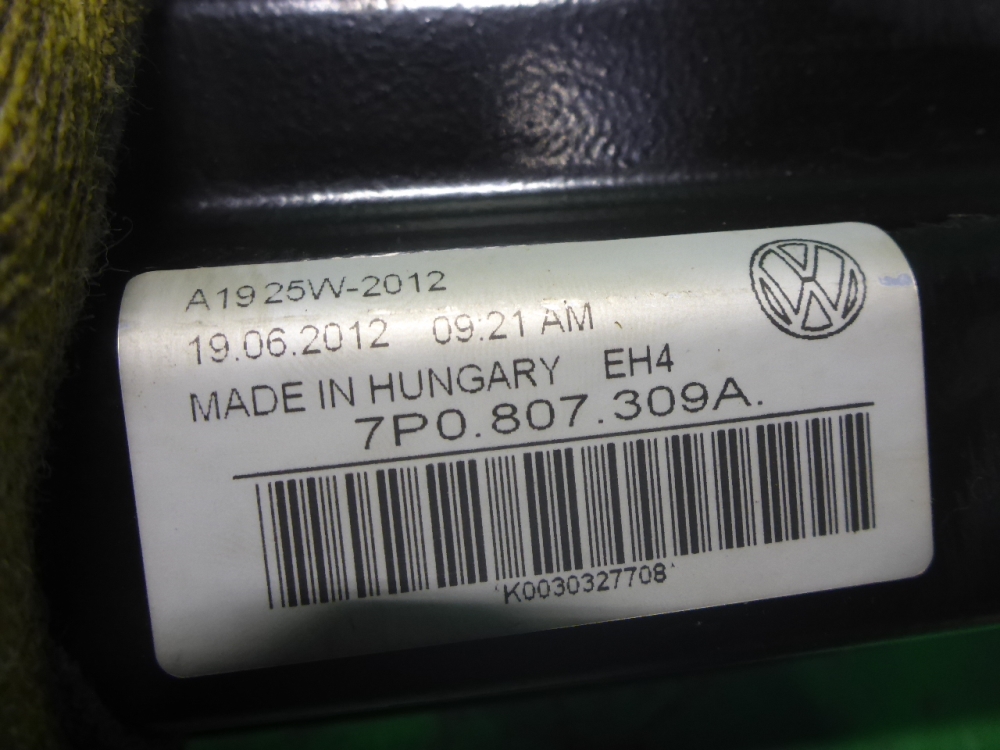 A1925W-2012
19.06.2012 09:21 AM
MADE IN HUNGARY EH4
7P0.807.309A.
*K0030327708*